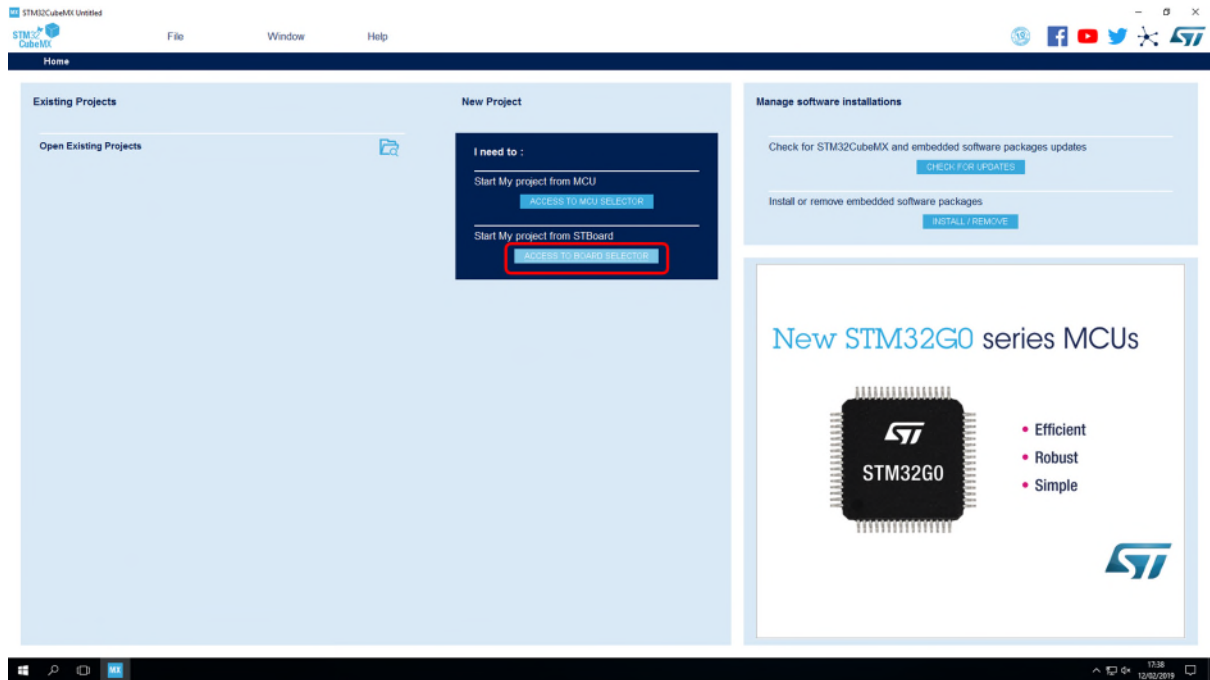 STM32CubeMX Untitled
STM32
CubeMX
File
Window
Help
Home
Existing Projects
Open Existing Projects
New Project
I need to :
Start My project from MCU
ACCESS TO MCU SELECTOR
Start My project from STBoard
ACCESS TO BOARD SELECTOR
Manage software installations
Check for STM32CubeMX and embedded software packages updates
CHECK FOR UPDATES
Install or remove embedded software packages
INSTALL / REMOVE
New STM32G0 series MCUs
ST
STM32G0
• Efficient
• Robust
• Simple
ST
MX
17:38
12/02/2019